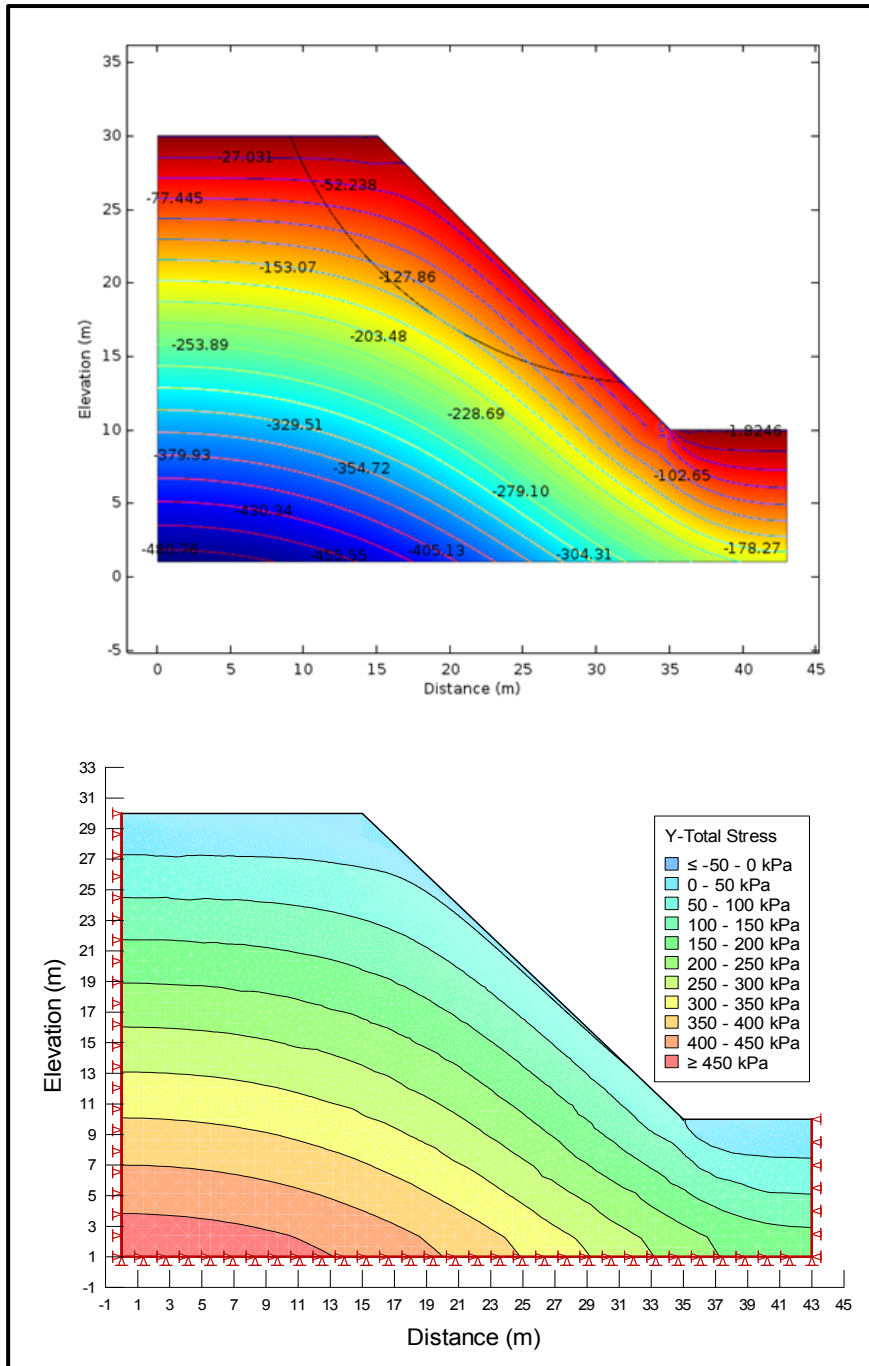 35
30
-27.031
-52.238
-77.445
25
-153.07
-127.86
20
-203.48
-253.89
15
-228.69
-329.51
10
-1.8246
-379.93
-354.72
-102.65
-279.10
5
-430.34
-480.76
-455.55
-405.13
-304.31
-178.27
0
-5
Elevation (m)
0 5 10 15 20 25 30 35 40 45
Distance (m)
33
31
29
27
25
23
21
19
17
15
13
11
9
7
5
3
1
-1
Elevation (m)
Y-Total Stress
≤ -50 - 0 kPa
0 - 50 kPa
50 - 100 kPa
100 - 150 kPa
150 - 200 kPa
200 - 250 kPa
250 - 300 kPa
300 - 350 kPa
350 - 400 kPa
400 - 450 kPa
≥ 450 kPa
-1 1 3 5 7 9 11 13 15 17 19 21 23 25 27 29 31 33 35 37 39 41 43 45
Distance (m)